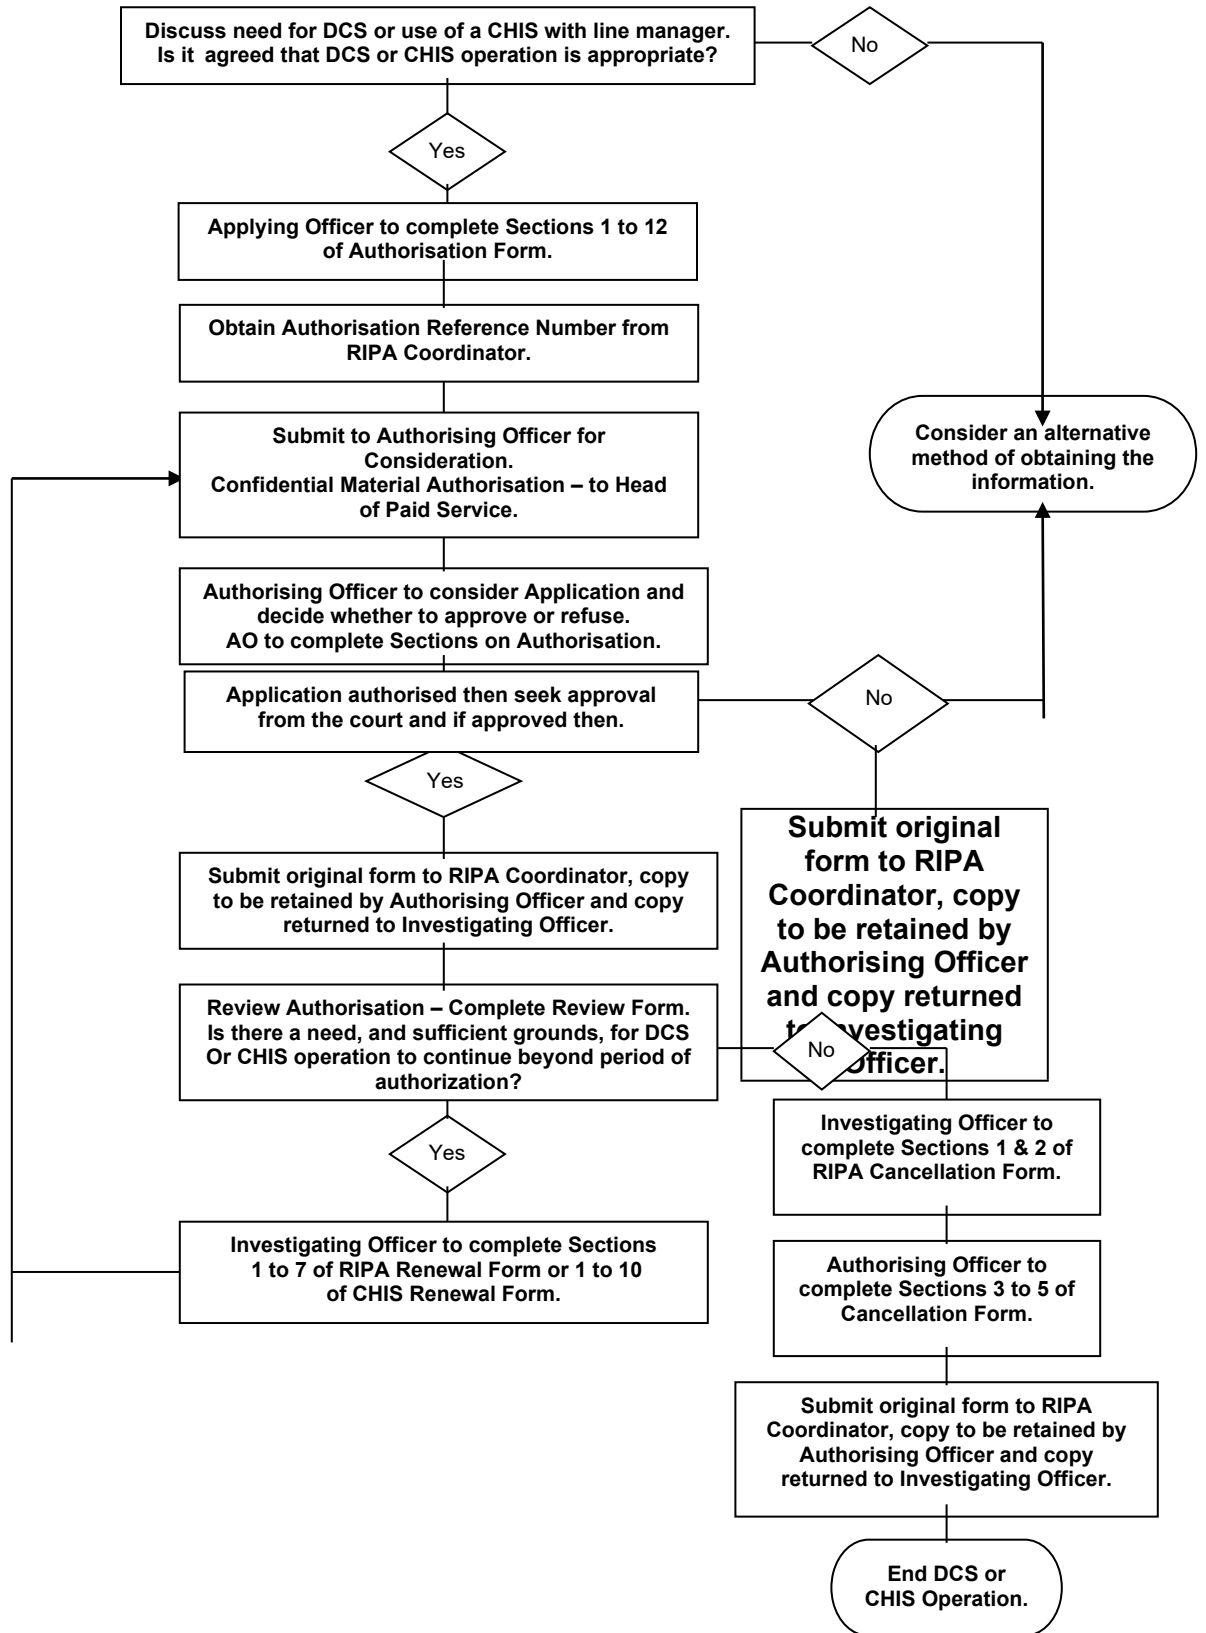 Discuss need for DCS or use of a CHIS with line manager.
Is it agreed that DCS or CHIS operation is appropriate?
No
Yes
Applying Officer to complete Sections 1 to 12
of Authorisation Form.
Obtain Authorisation Reference Number from
RIPA Coordinator.
Submit to Authorising Officer for
Consideration.
Confidential Material Authorisation – to Head
of Paid Service.
Consider an alternative
method of obtaining the
information.
Authorising Officer to consider Application and
decide whether to approve or refuse.
AO to complete Sections on Authorisation.
Application authorised then seek approval
from the court and if approved then.
No
Yes
Submit original
form to RIPA
Coordinator, copy
to be retained by
Authorising Officer
and copy returned
to Investigating
Officer.
Submit original form to RIPA Coordinator, copy
to be retained by Authorising Officer and copy
returned to Investigating Officer.
Review Authorisation – Complete Review Form.
Is there a need, and sufficient grounds, for DCS
Or CHIS operation to continue beyond period of
authorization?
No
Yes
Investigating Officer to complete Sections
1 to 7 of RIPA Renewal Form or 1 to 10
of CHIS Renewal Form.
Investigating Officer to
complete Sections 1 & 2 of
RIPA Cancellation Form.
Authorising Officer to
complete Sections 3 to 5 of
Cancellation Form.
Submit original form to RIPA
Coordinator, copy to be retained by
Authorising Officer and copy
returned to Investigating Officer.
End DCS or
CHIS Operation.